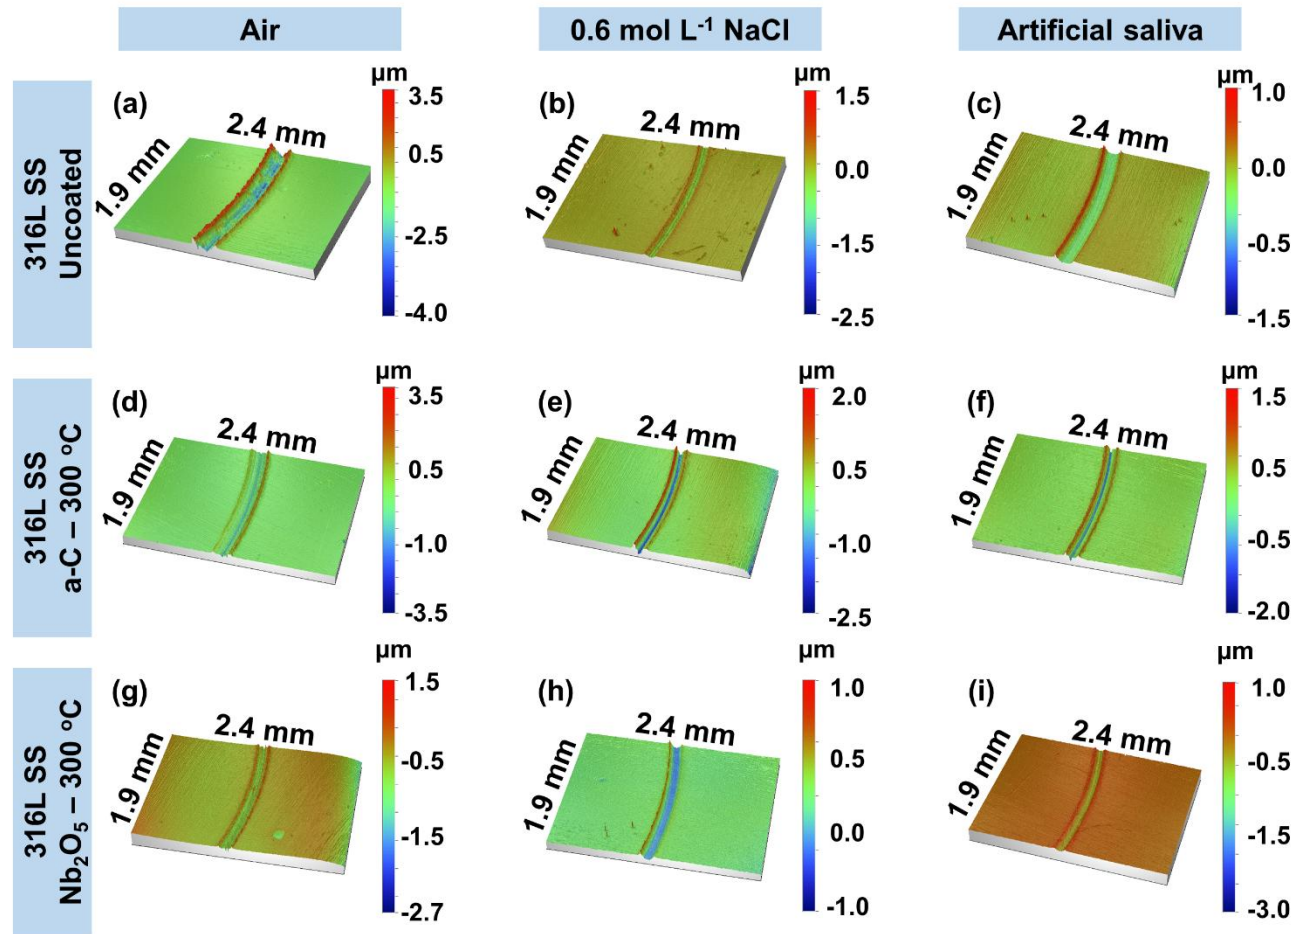 Air
0.6 mol L⁻¹ NaCl
Artificial saliva
316L SS
Uncoated
(a)
2.4 mm
1.9 mm
µm
3.5
0.5
-2.5
-4.0
(b)
2.4 mm
1.9 mm
µm
1.5
0.0
-1.5
-2.5
(c)
2.4 mm
1.9 mm
µm
1.0
0.0
-0.5
-1.5
316L SS
a-C – 300 ºC
(d)
2.4 mm
1.9 mm
µm
3.5
0.5
-1.0
-3.5
(e)
2.4 mm
1.9 mm
µm
2.0
0.5
-1.0
-2.5
(f)
2.4 mm
1.9 mm
µm
1.5
0.5
-0.5
-2.0
316L SS
Nb₂O₅ – 300 ºC
(g)
2.4 mm
1.9 mm
µm
1.5
-0.5
-1.5
-2.7
(h)
2.4 mm
1.9 mm
µm
1.0
0.5
0.0
-1.0
(i)
2.4 mm
1.9 mm
µm
1.0
0.0
-1.5
-3.0